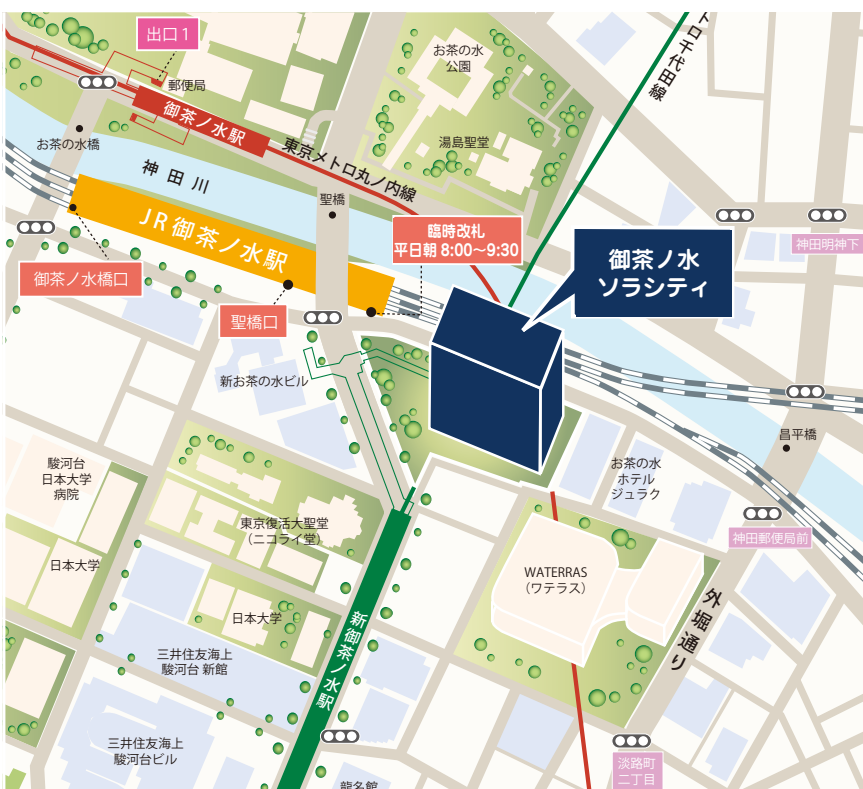 出口1
郵便局
御茶ノ水駅
お茶の水
公園
トロ千代田線
お茶の水橋
湯島聖堂
東京メトロ丸ノ内線
神田川
聖橋
JR御茶ノ水駅
臨時改札
平日朝 8:00〜9:30
御茶ノ水
ソラシティ
神田明神下
御茶ノ水橋口
聖橋口
新お茶の水ビル
昌平橋
駿河台
日本大学
病院
お茶の水
ホテル
ジュラク
東京復活大聖堂
(ニコライ堂)
神田郵便局前
日本大学
WATERRAS
(ワテラス)
日本大学
外堀通り
新御茶ノ水駅
三井住友海上
駿河台 新館
三井住友海上
駿河台ビル
淡路町
二丁目
龍名館